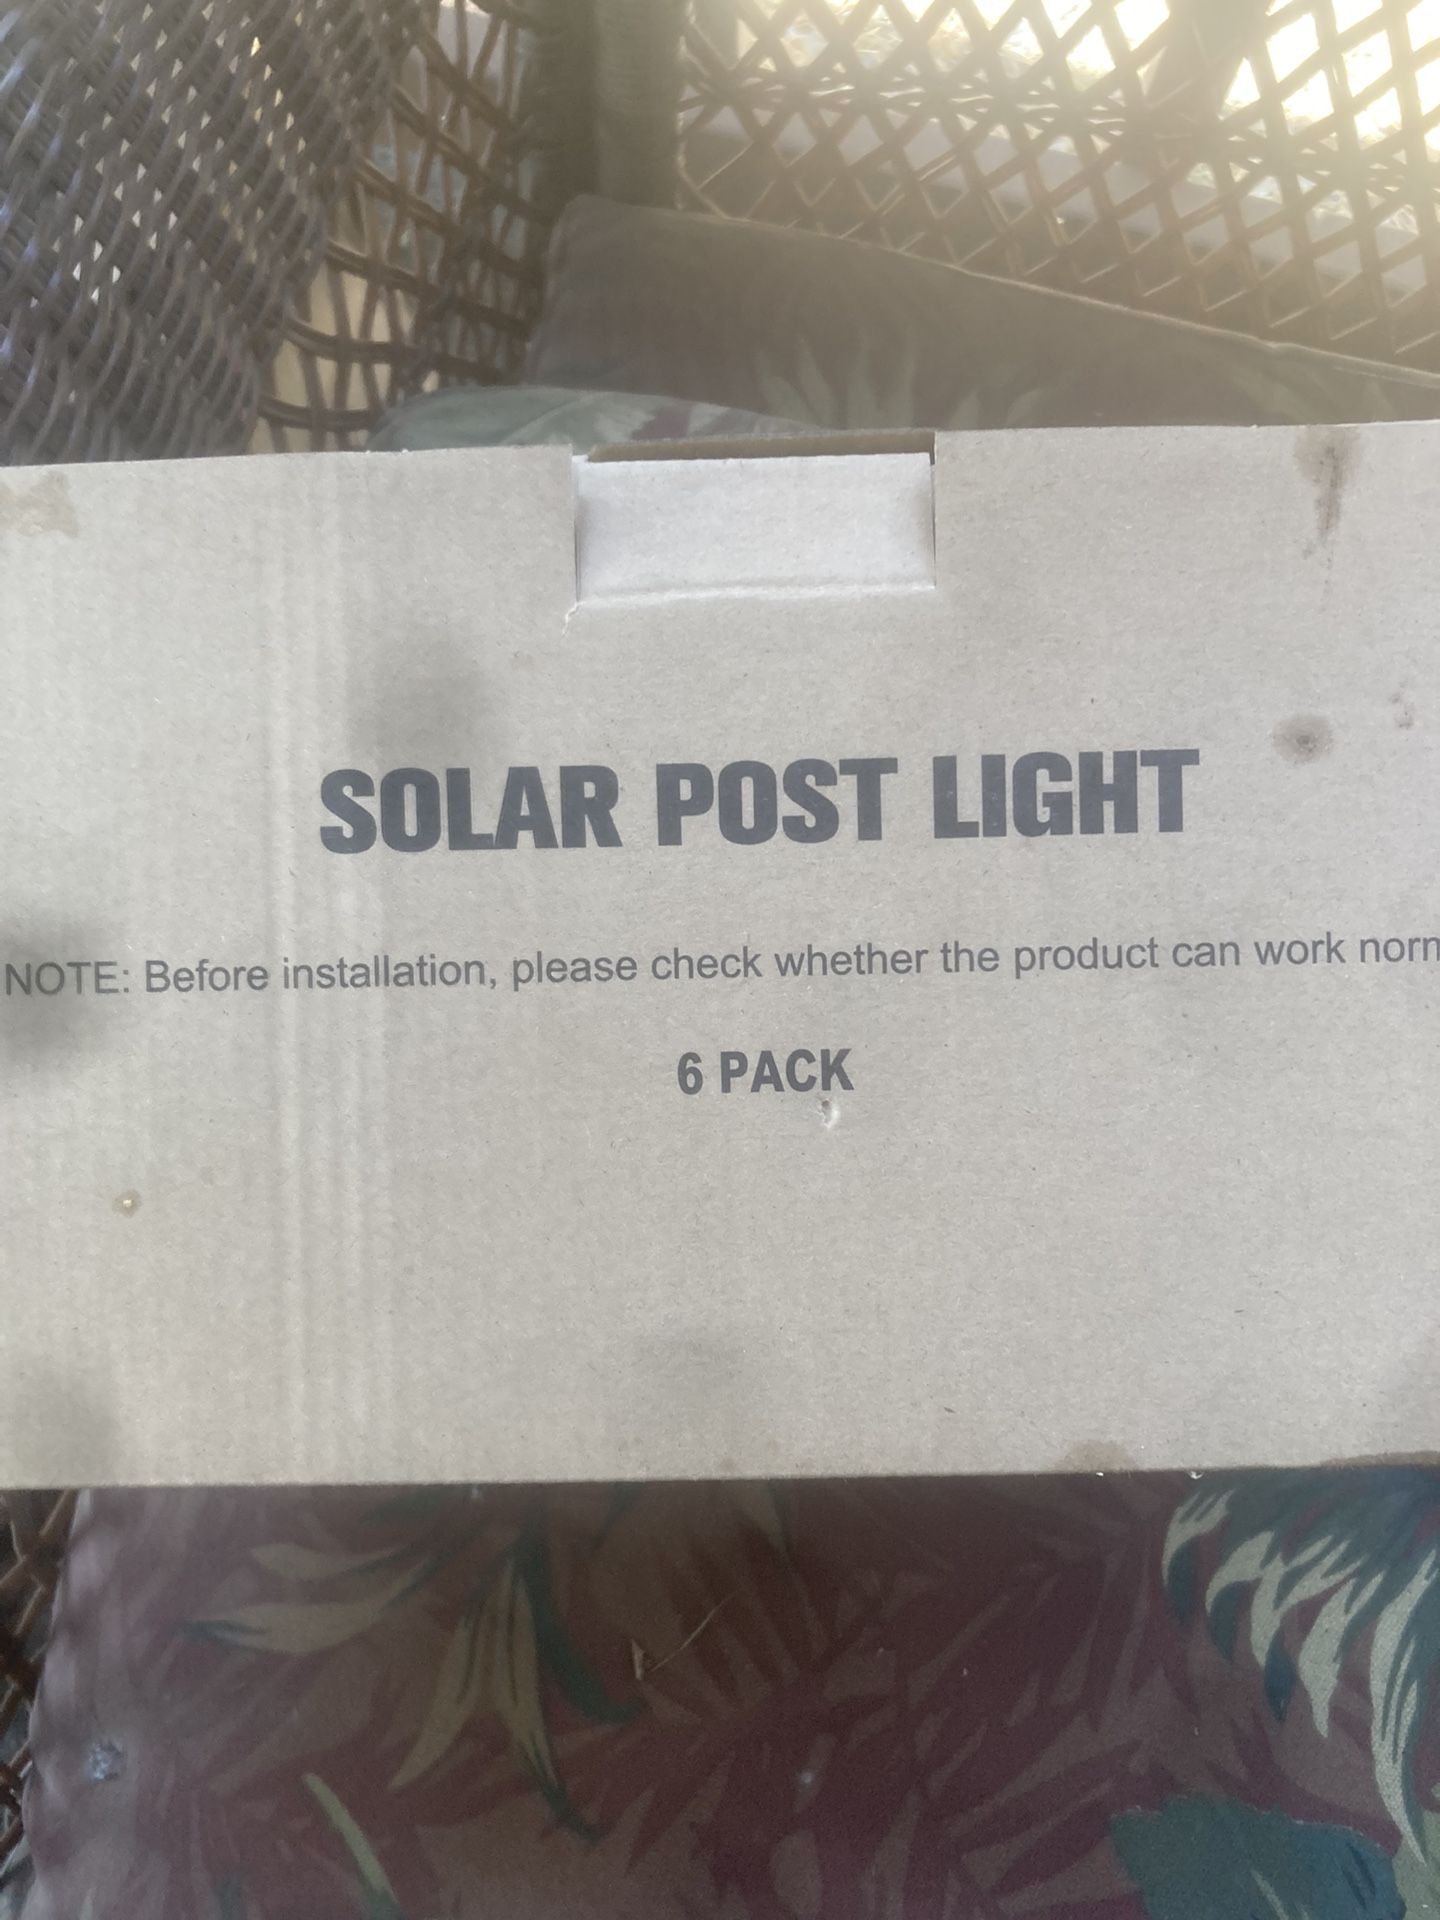 SOLAR POST LIGHT
NOTE: Before installation, please check whether the product can work norm
6 PACK